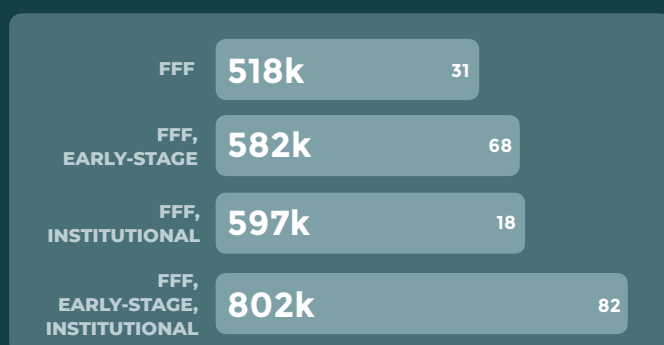 FFF
518k
31
FFF,
EARLY-STAGE
582k
68
FFF,
INSTITUTIONAL
597k
18
FFF,
EARLY-STAGE,
INSTITUTIONAL
802k
82